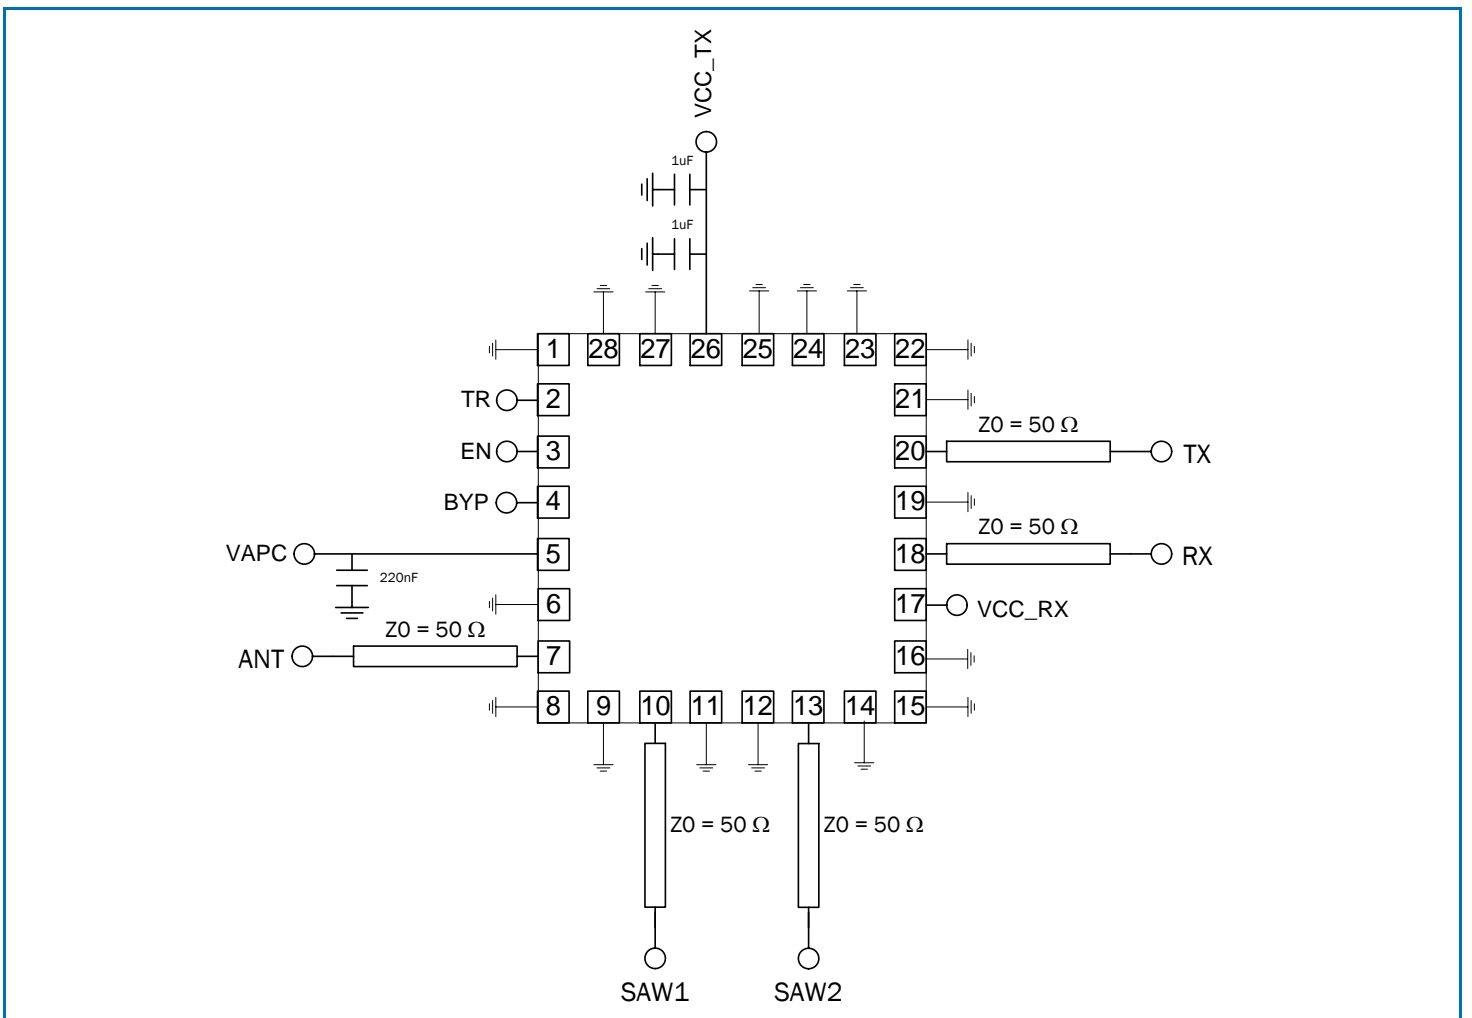 VCC_TX
1uF
1uF
1 28 27 26 25 24 23 22
TR 2 21
Z0 = 50 Ω
EN 3 20 TX
BYP 4 19
Z0 = 50 Ω
VAPC 5 18 RX
220nF
6 17 VCC_RX
Z0 = 50 Ω
ANT 7 16
8 9 10 11 12 13 14 15
Z0 = 50 Ω Z0 = 50 Ω
SAW1 SAW2